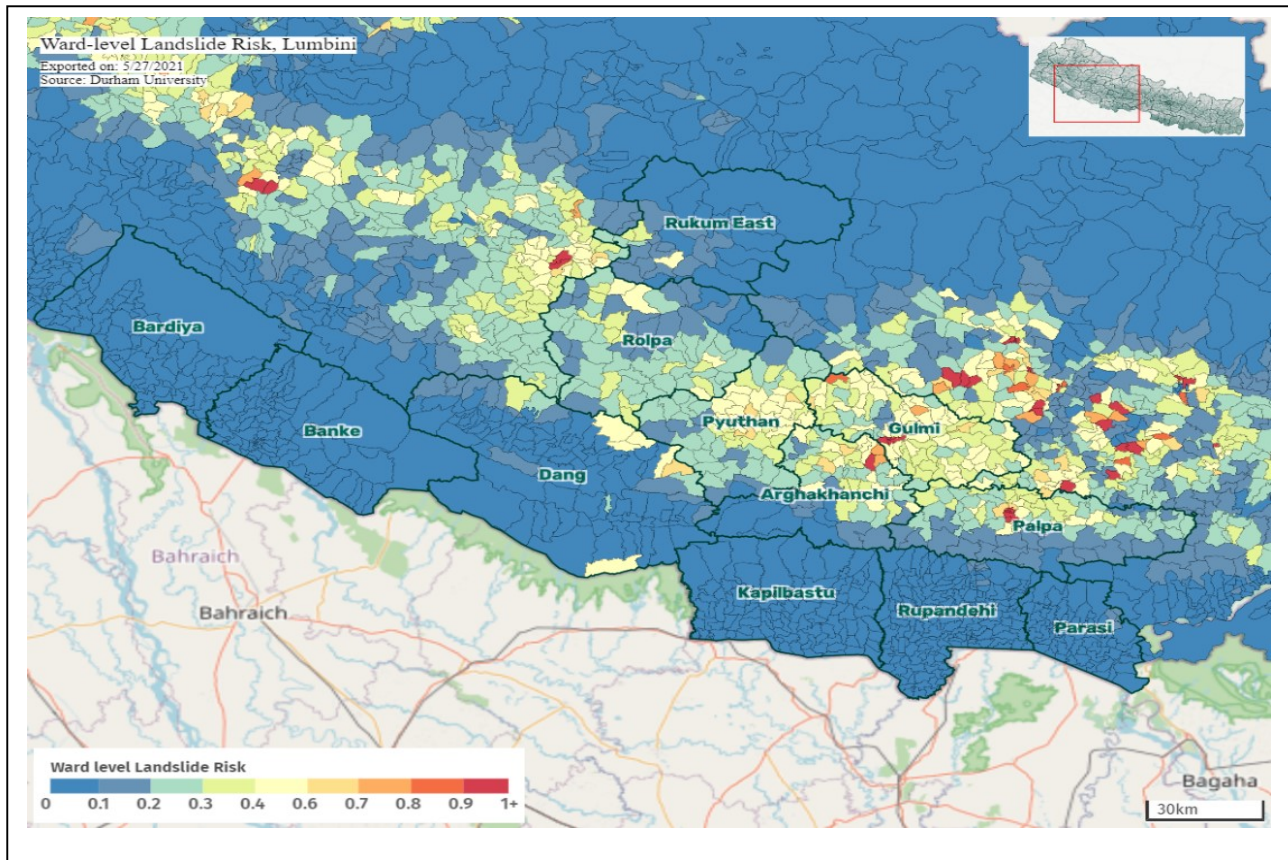 Ward-level Landslide Risk, Lumbini
Exported on: 5/27/2021
Source: Durham University
Rukum East
Bardiya
Rolpa
Banke
Pyuthan
Gulmi
Dang
Arghakhanchi
Palpa
Bahraich
Kapilbastu
Rupandehi
Parasi
Bahraich
Ward level Landslide Risk
0 0.1 0.2 0.3 0.4 0.6 0.7 0.8 0.9 1+
Bagaha
30km